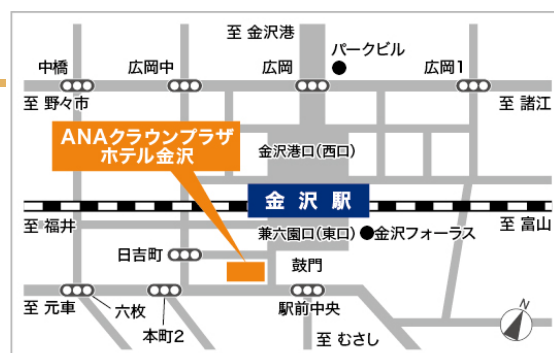 至 金沢港
パークビル
中橋
広岡中
広岡
広岡1
至 野々市
至 諸江
ANAクラウンプラザ
ホテル金沢
金沢港口(西口)
金沢駅
至 福井
兼六園口(東口)
金沢フォーラス
至 富山
日吉町
鼓門
至 元車
六枚
本町2
駅前中央
至 むさし
N